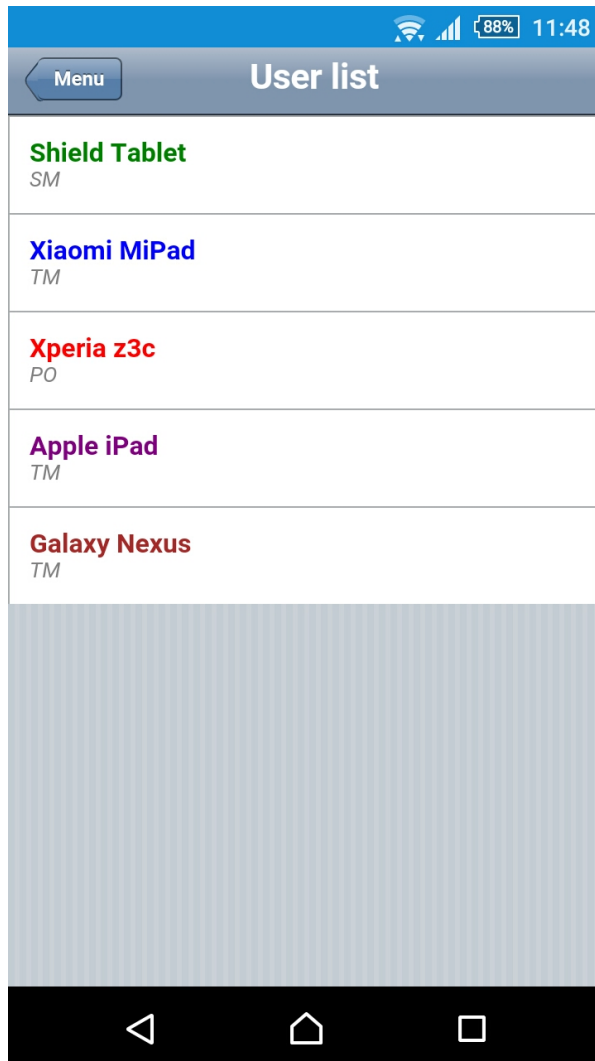 88% 11:48
Menu User list
Shield Tablet
SM
Xiaomi MiPad
TM
Xperia z3c
PO
Apple iPad
TM
Galaxy Nexus
TM